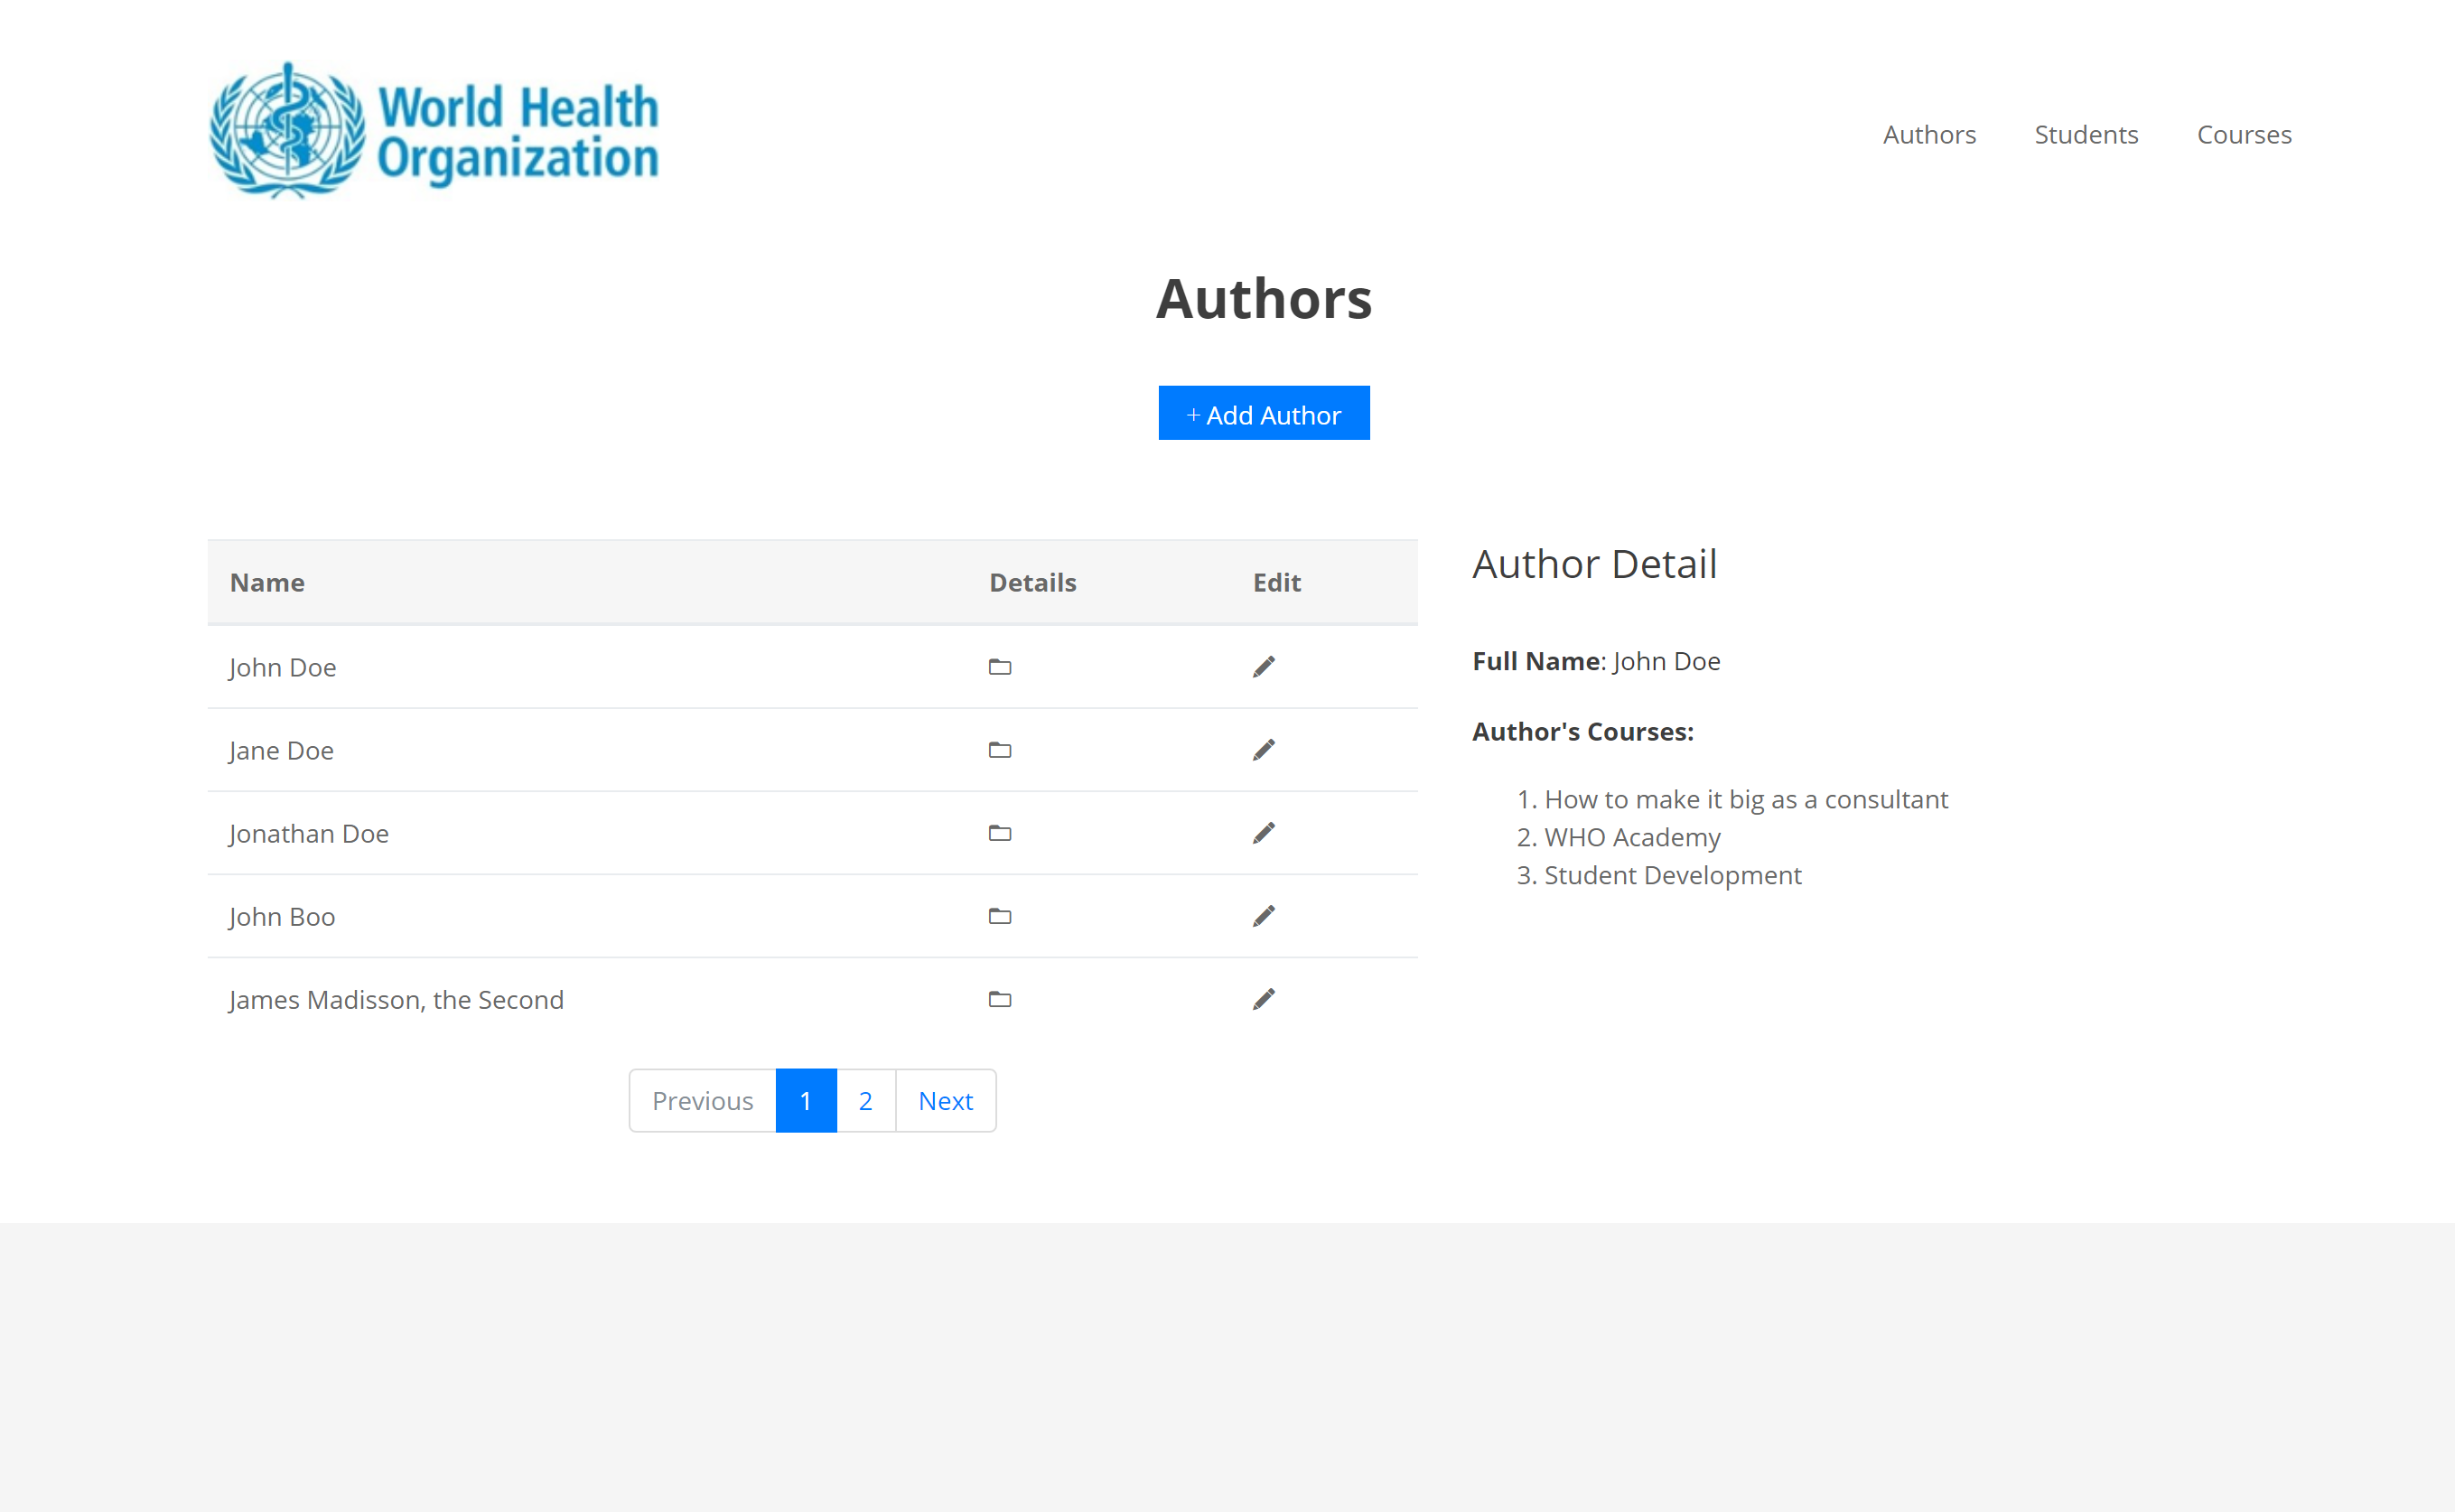 World Health
Organization
Authors Students Courses
Authors
+ Add Author
Name Details Edit
John Doe
Jane Doe
Jonathan Doe
John Boo
James Madisson, the Second
Previous 1 2 Next
Author Detail
Full Name: John Doe
Author's Courses:
1. How to make it big as a consultant
2. WHO Academy
3. Student Development